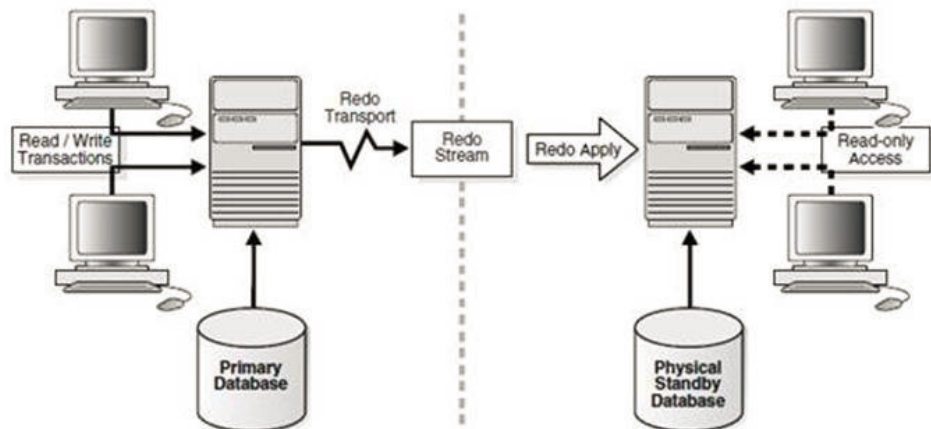 Read / Write
Transactions
Redo
Transport
Redo
Stream
Redo Apply
Read-only
Access
Primary
Database
Physical
Standby
Database